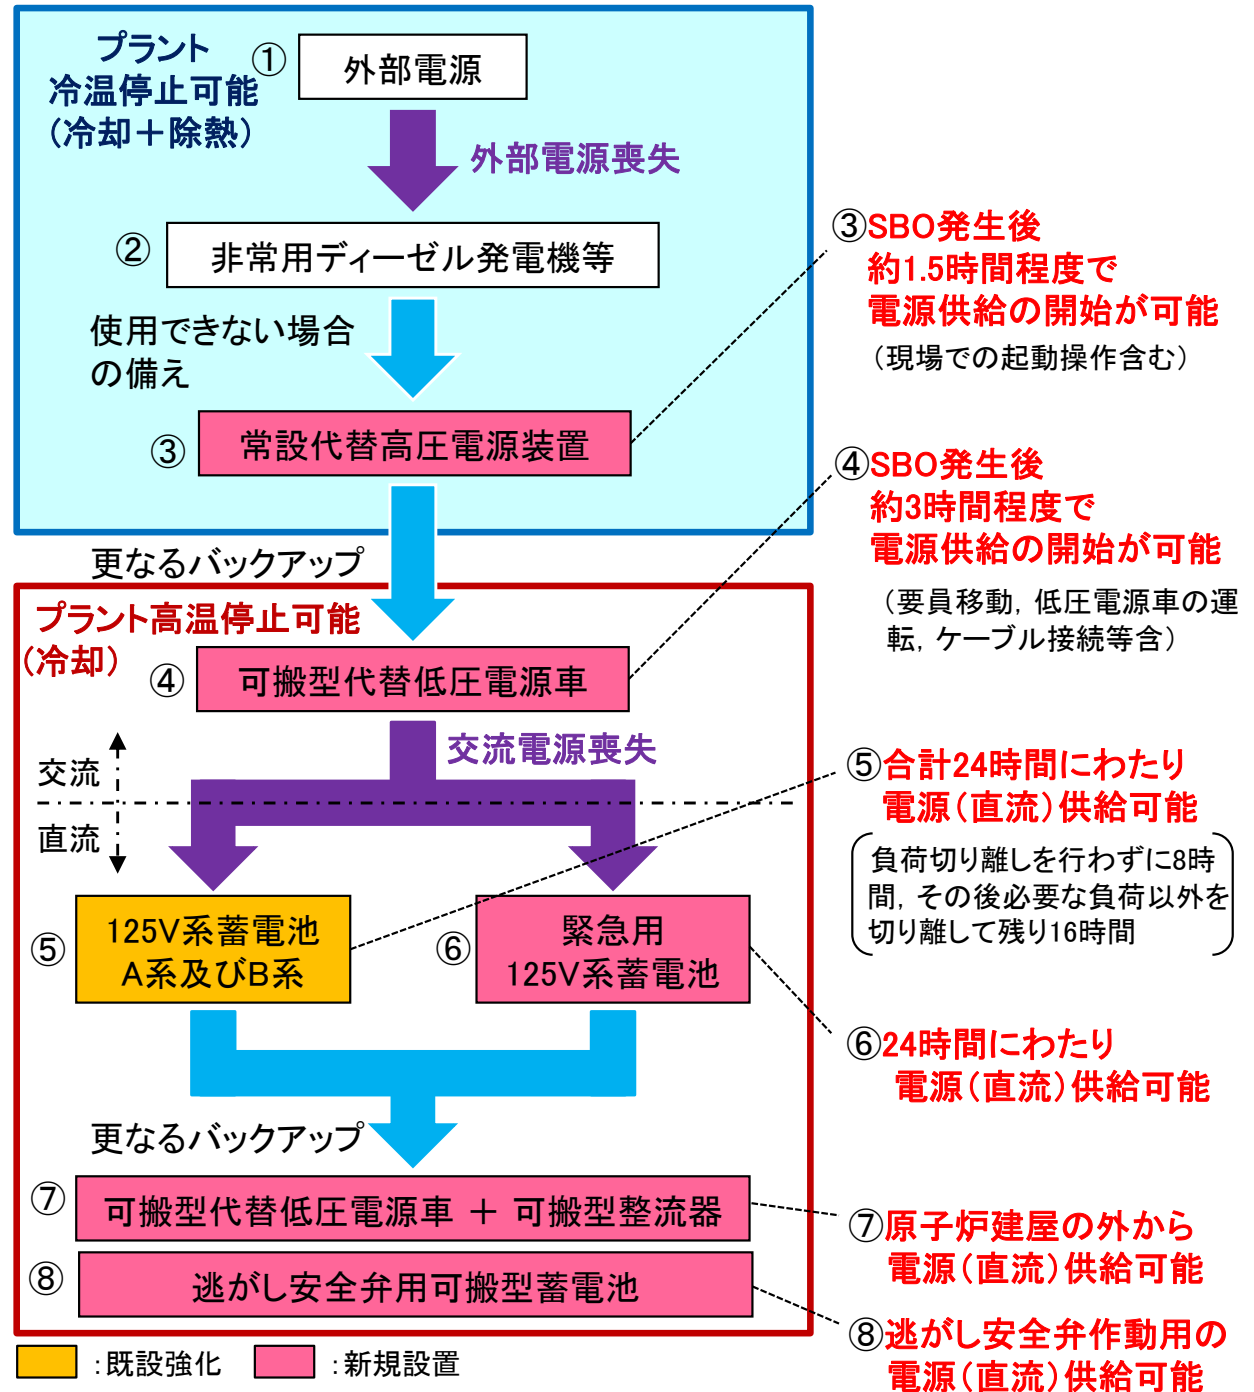 プラント
冷温停止可能
（冷却＋除熱）
①
外部電源
外部電源喪失
②
非常用ディーゼル発電機等
使用できない場合
の備え
③
常設代替高圧電源装置
③SBO発生後
約1.5時間程度で
電源供給の開始が可能
（現場での起動操作含む）
更なるバックアップ
プラント高温停止可能
（冷却）
④
可搬型代替低圧電源車
④SBO発生後
約3時間程度で
電源供給の開始が可能
（要員移動，低圧電源車の運
転，ケーブル接続等含）
交流電源喪失
交流
直流
⑤
125V系蓄電池
A系及びB系
⑥
緊急用
125V系蓄電池
⑤合計24時間にわたり
電源（直流）供給可能
負荷切り離しを行わずに8時
間，その後必要な負荷以外を
切り離して残り16時間
⑥24時間にわたり
電源（直流）供給可能
更なるバックアップ
⑦
可搬型代替低圧電源車 ＋ 可搬型整流器
⑦原子炉建屋の外から
電源（直流）供給可能
⑧
逃がし安全弁用可搬型蓄電池
⑧逃がし安全弁作動用の
電源（直流）供給可能
：既設強化
：新規設置